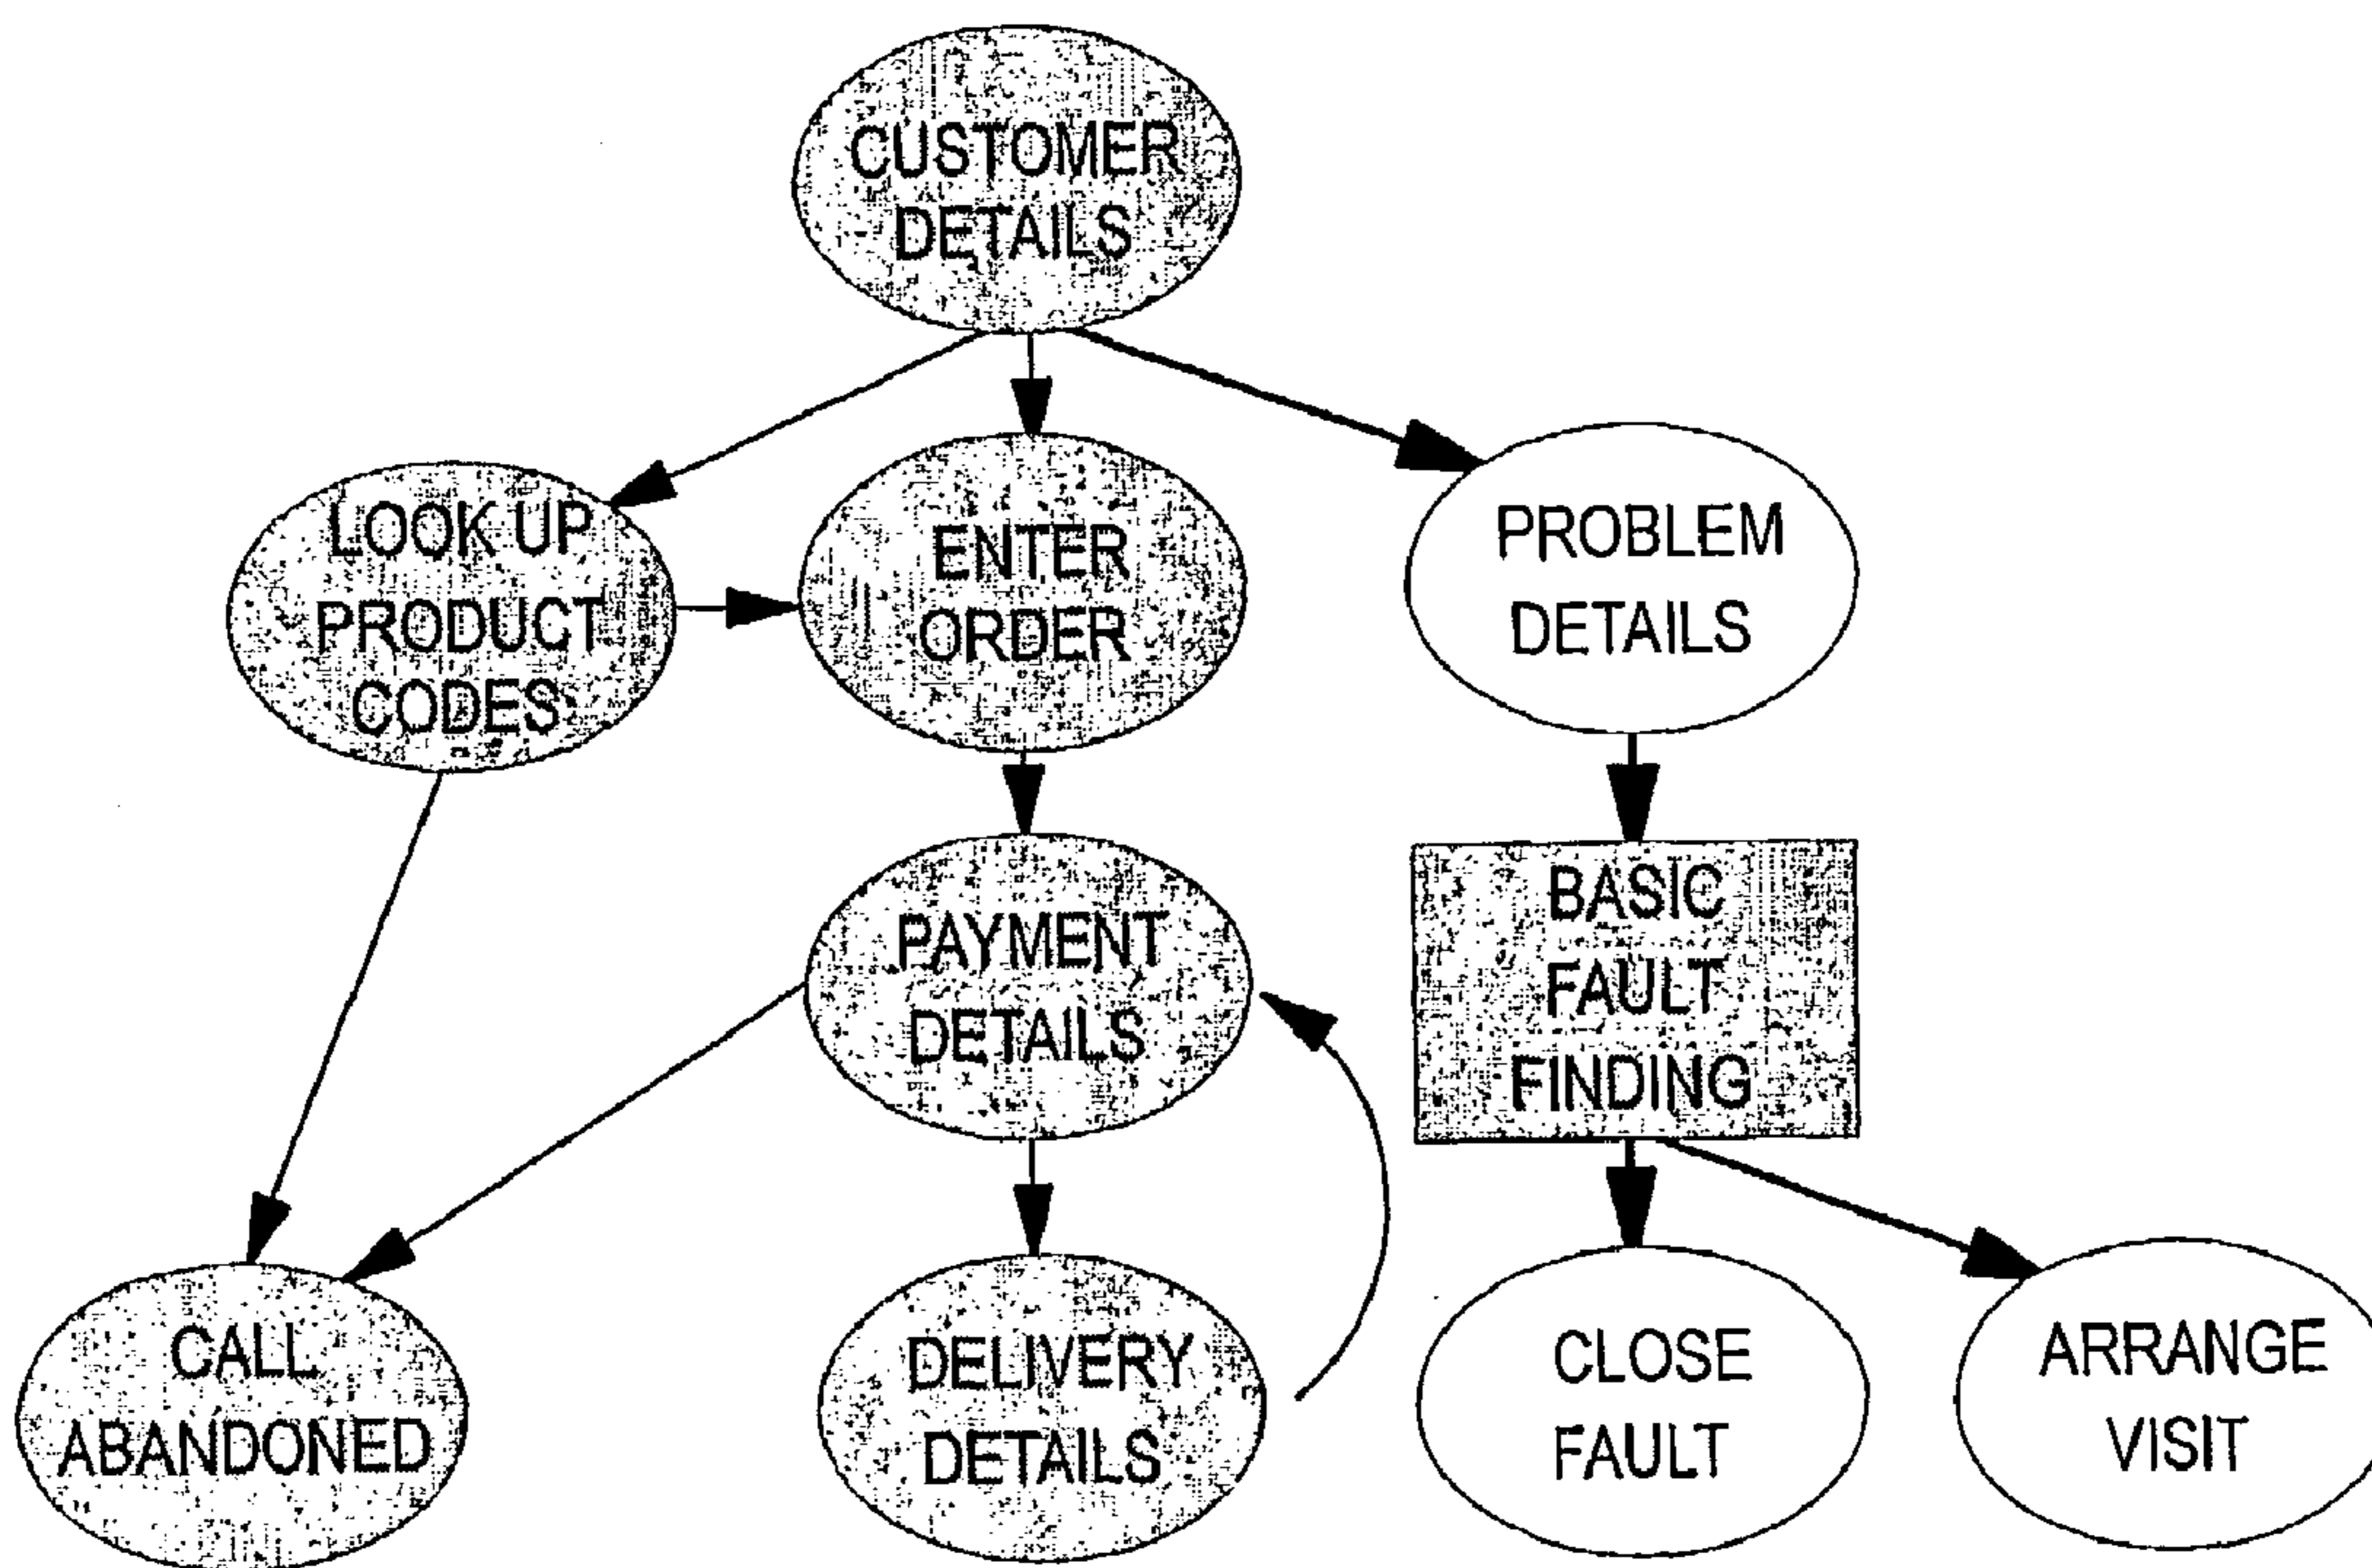 CUSTOMER
DETAILS
LOOK UP
PRODUCT
CODES
ENTER
ORDER
PROBLEM
DETAILS
PAYMENT
DETAILS
BASIC
FAULT
FINDING
CALL
ABANDONED
DELIVERY
DETAILS
CLOSE
FAULT
ARRANGE
VISIT